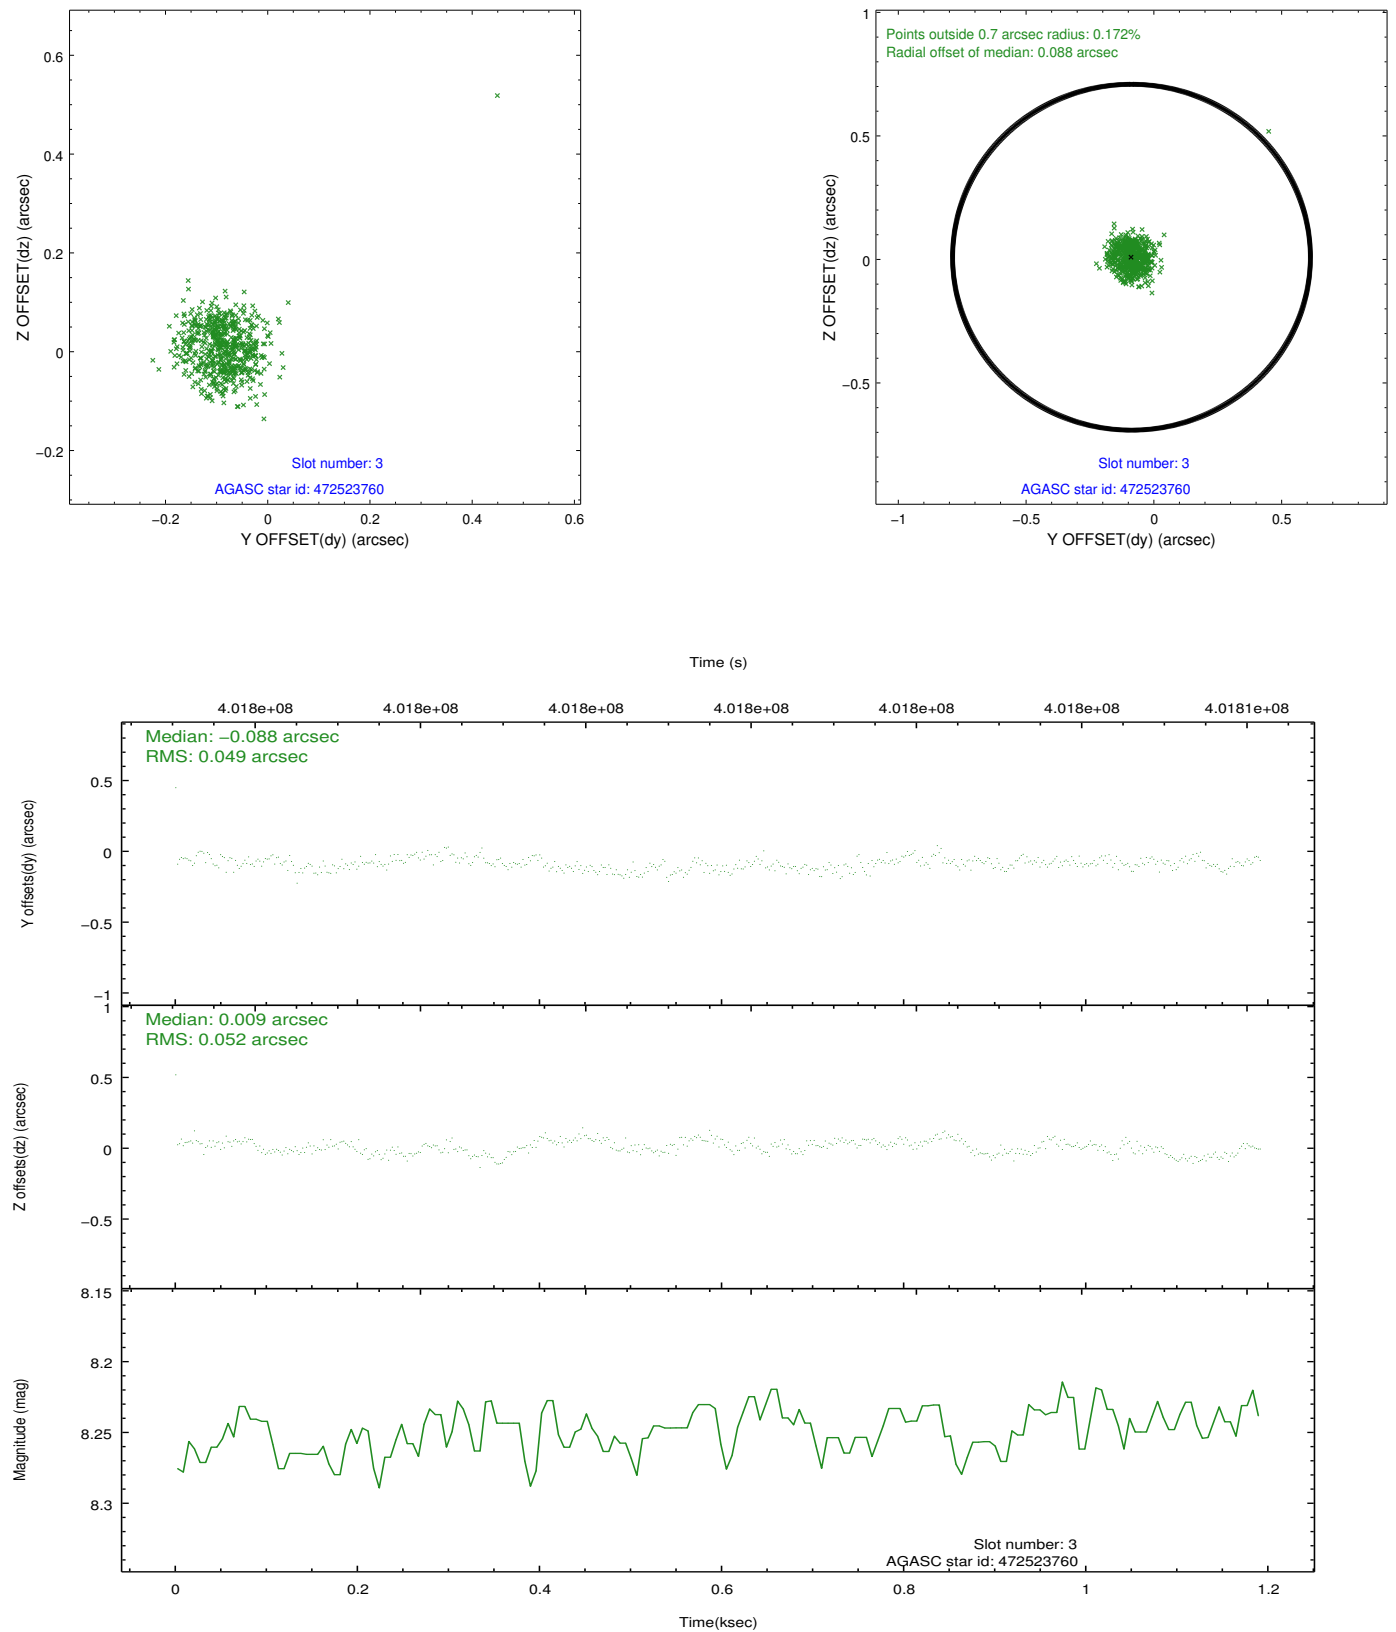 0.6
0.4
0.2
0
−0.2
−0.2
0
0.2
0.4
0.6
Z OFFSET(dz) (arcsec)
Y OFFSET(dy) (arcsec)
Slot number: 3
AGASC star id: 472523760
Points outside 0.7 arcsec radius: 0.172%
Radial offset of median: 0.088 arcsec
1
0.5
0
−0.5
−1
−0.5
0
0.5
Z OFFSET(dz) (arcsec)
Y OFFSET(dy) (arcsec)
Slot number: 3
AGASC star id: 472523760
Time (s)
4.018e+08 4.018e+08 4.018e+08 4.018e+08 4.018e+08 4.018e+08 4.0181e+08
Median: −0.088 arcsec
RMS: 0.049 arcsec
0.5
0
−0.5
−1
Y offsets(dy) (arcsec)
Median: 0.009 arcsec
RMS: 0.052 arcsec
1
0.5
0
−0.5
Z offsets(dz) (arcsec)
8.15
8.2
8.25
8.3
Magnitude (mag)
Slot number: 3
AGASC star id: 472523760
0 0.2 0.4 0.6 0.8 1 1.2
Time(ksec)